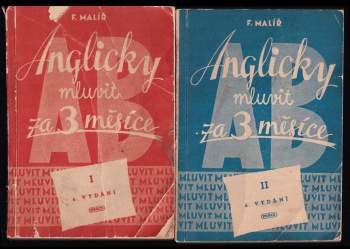 F. MALÍŘ
AB
Anglicky
mluvit
za 3 měsíce
I
4. VYDÁNÍ
MLUVIT MLUVIT MLUVIT
F. MALÍŘ
AB
Anglicky
mluvit
za 3 měsíce
II
4. VYDÁNÍ
MLUVIT MLUVIT MLUVIT